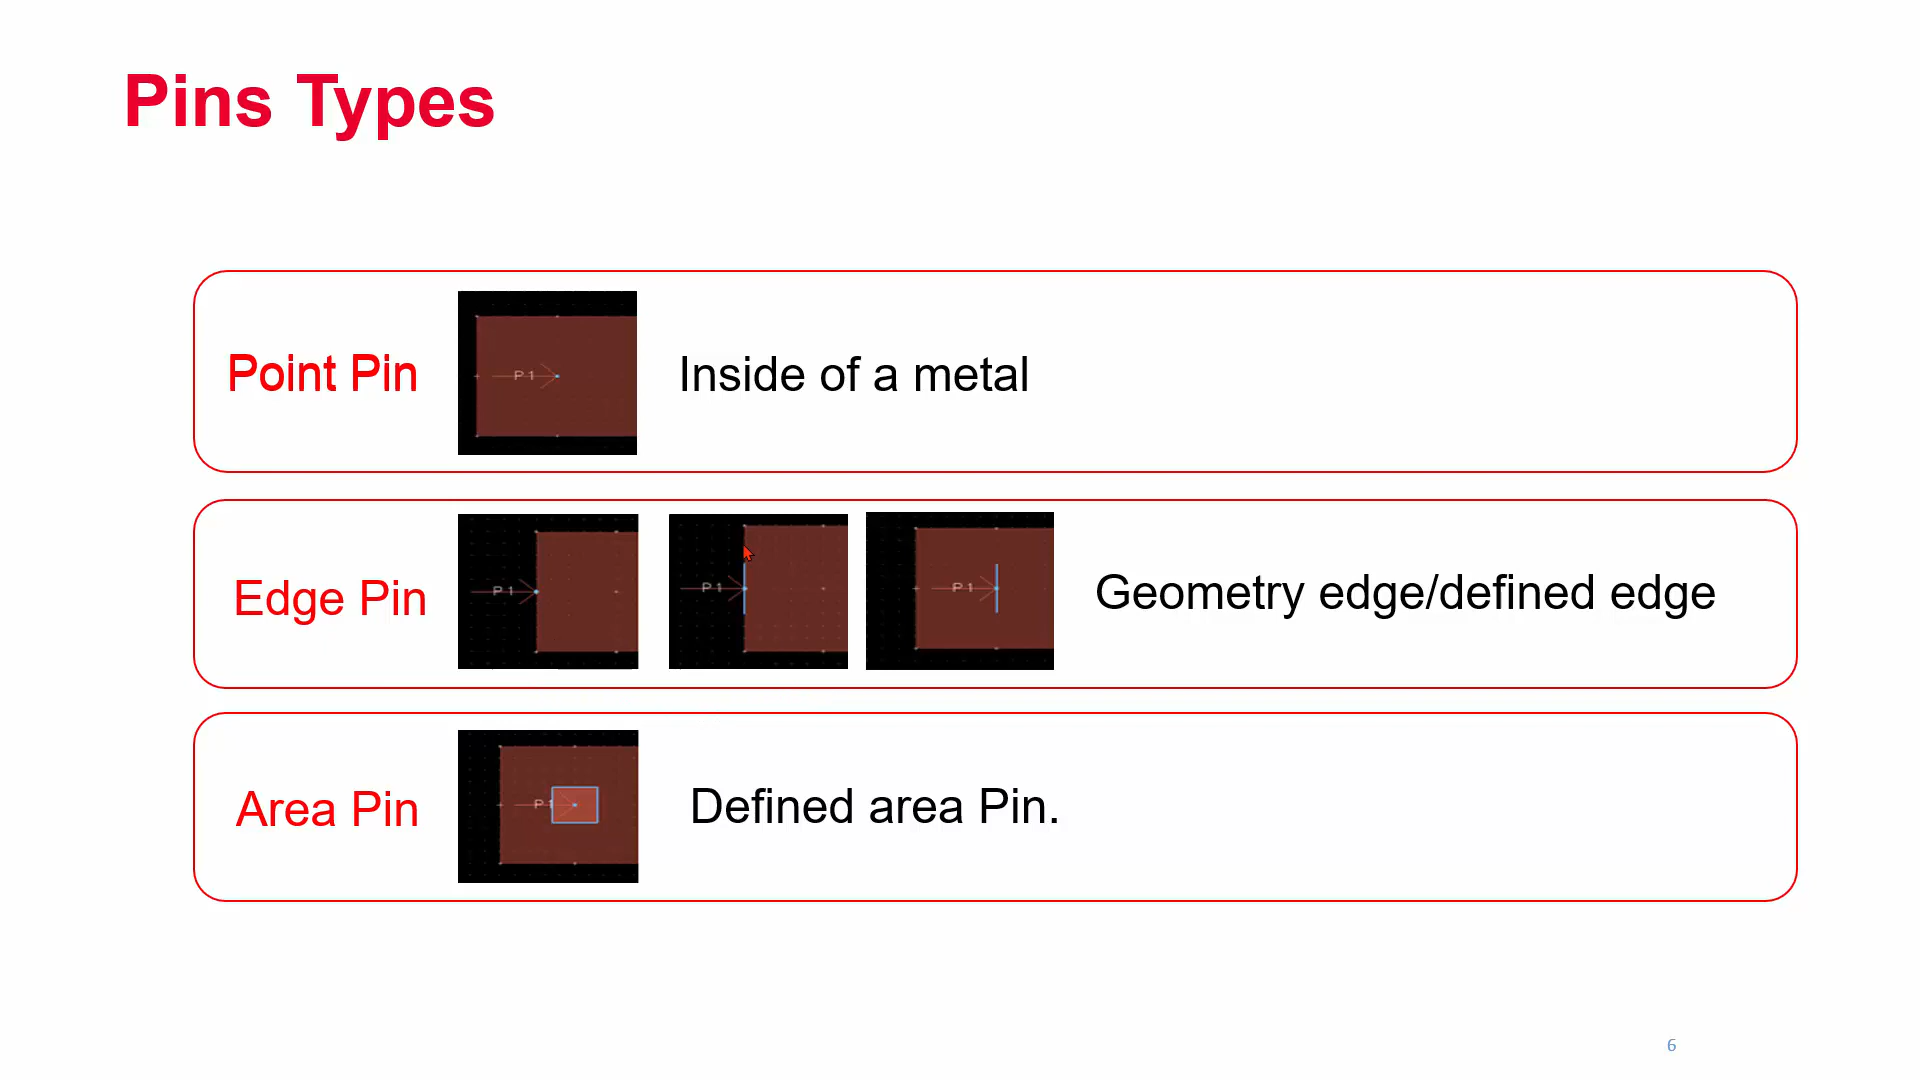 Pins Types
Point Pin
P1
Inside of a metal
Edge Pin
P1
P1
P1
Geometry edge/defined edge
Area Pin
P1
Defined area Pin.
6